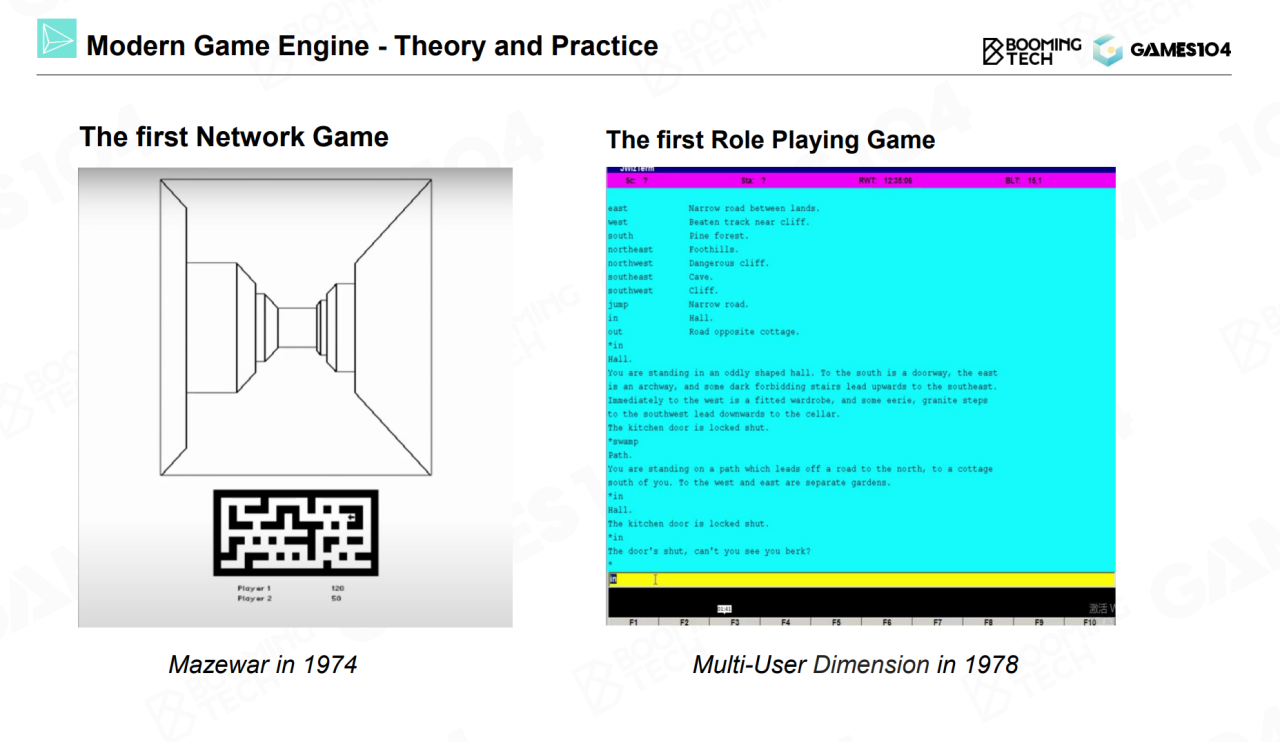 Modern Game Engine - Theory and Practice
BOOMING
TECH
GAMES104
The first Network Game
Player 1 120
Player 2 50
Mazewar in 1974
The first Role Playing Game
JWizTerm
Sc: ? Sta: ? RWT: 12:35:06 BLT: 15.1
east Narrow road between lands.
west Beaten track near cliff.
south Pine forest.
northeast Foothills.
northwest Dangerous cliff.
southeast Cave.
southwest Cliff.
jump Narrow road.
in Hall.
out Road opposite cottage.
*in
Hall.
You are standing in an oddly shaped hall. To the south is a doorway, the east
is an archway, and some dark forbidding stairs lead upwards to the southeast.
Immediately to the west is a fitted wardrobe, and some eerie, granite steps
to the southwest lead downwards to the cellar.
The kitchen door is locked shut.
*swamp
Path.
You are standing on a path which leads off a road to the north, to a cottage
south of you. To the west and east are separate gardens.
*in
Hall.
The kitchen door is locked shut.
*in
The door's shut, can't you see you berk?
*
in
激活 W
F1 F2 F3 F4 F5 F6 F7 F8 F9 F10
Multi-User Dimension in 1978